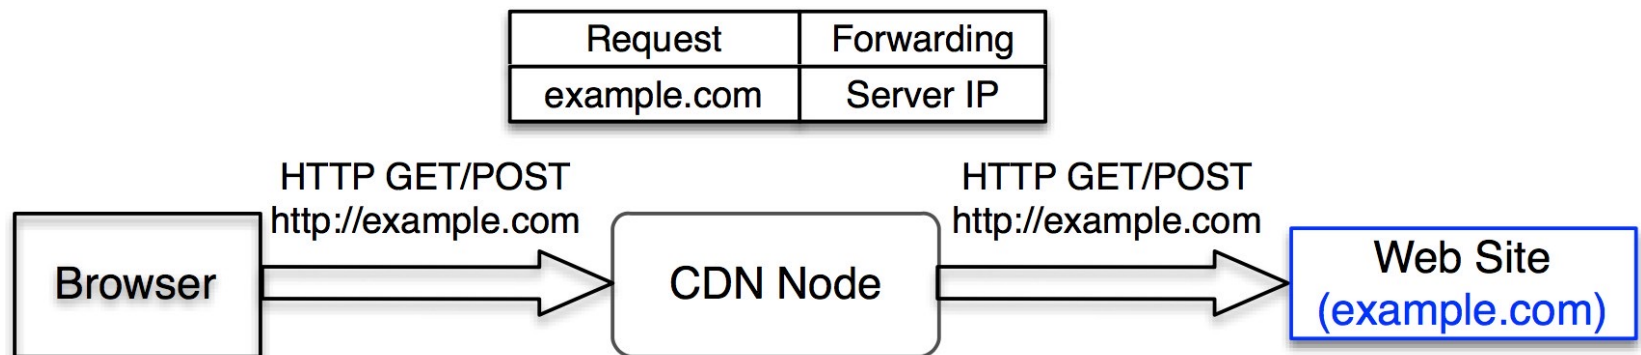 Request Forwarding
example.com Server IP
HTTP GET/POST
http://example.com
HTTP GET/POST
http://example.com
Browser
CDN Node
Web Site
(example.com)